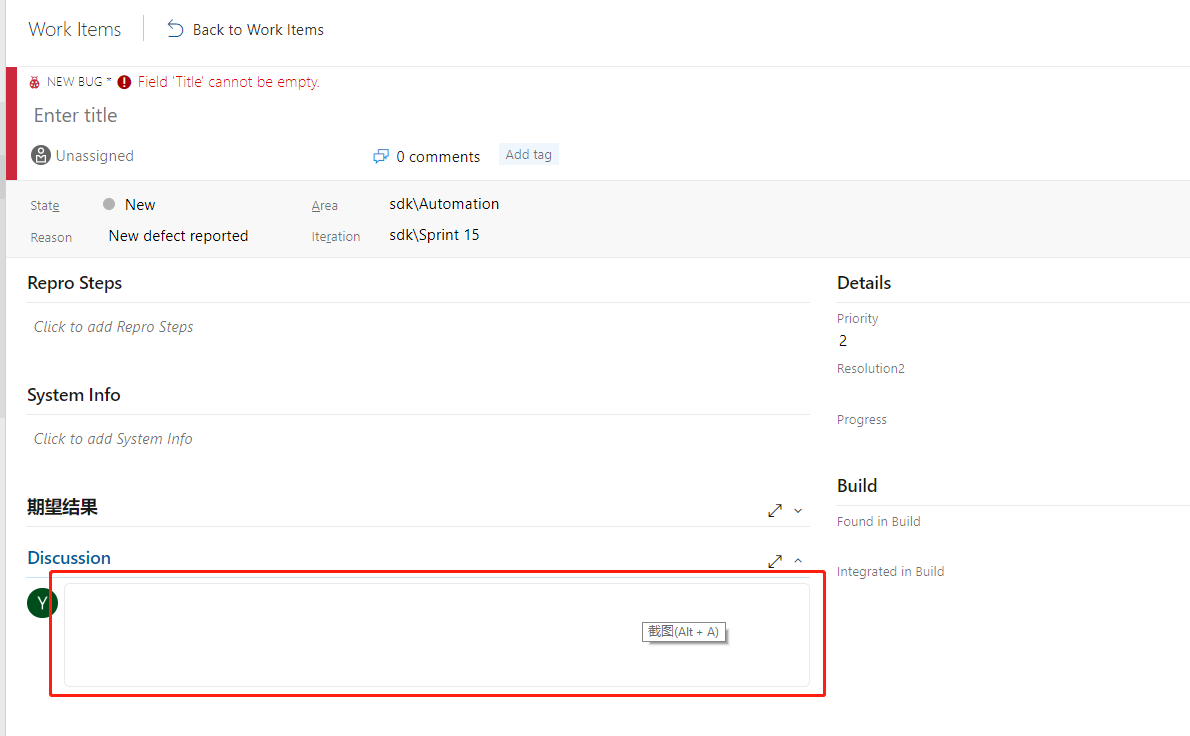 Work Items
Back to Work Items
NEW BUG * Field 'Title' cannot be empty.
Enter title
Unassigned
0 comments
Add tag
State
New
Area
sdk\Automation
Reason
New defect reported
Iteration
sdk\Sprint 15
Repro Steps
Click to add Repro Steps
System Info
Click to add System Info
期望结果
Discussion
Y
截图(Alt + A)
Details
Priority
2
Resolution2
Progress
Build
Found in Build
Integrated in Build